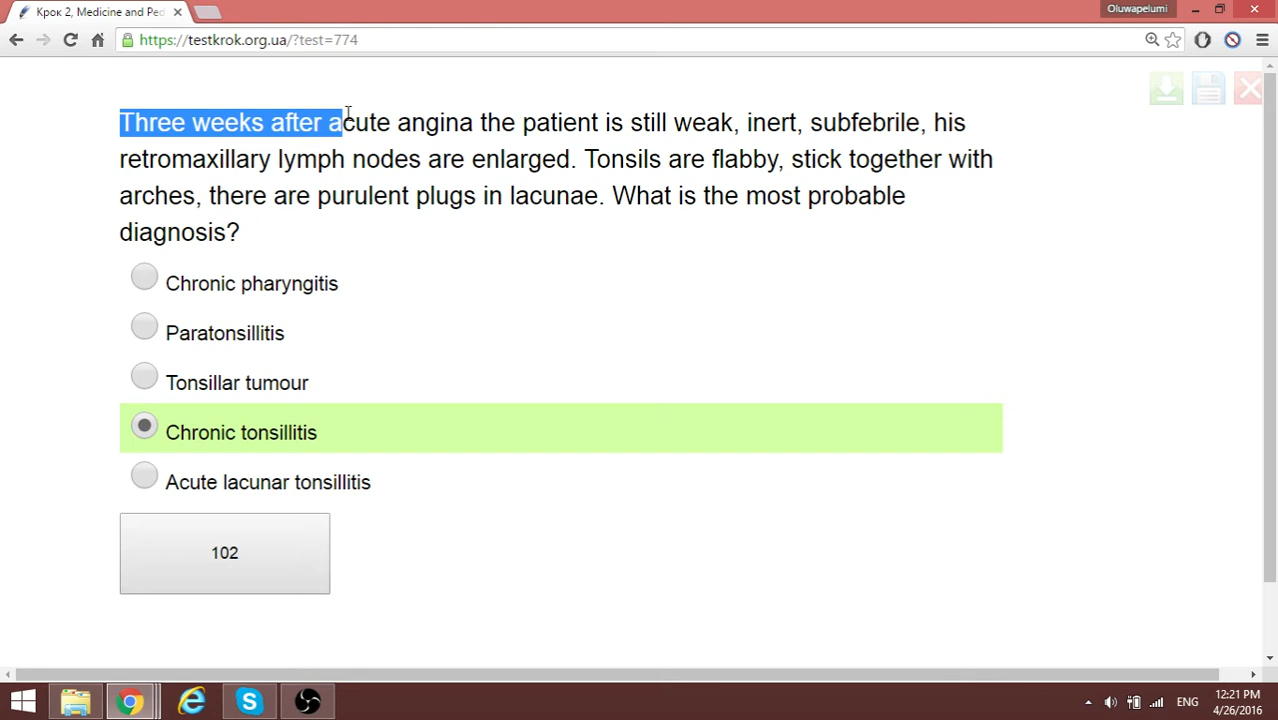 Крок 2, Medicine and Ped
Oluwapelumi
https://testkrok.org.ua/?test=774
Three weeks after acute angina the patient is still weak, inert, subfebrile, his
retromaxillary lymph nodes are enlarged. Tonsils are flabby, stick together with
arches, there are purulent plugs in lacunae. What is the most probable
diagnosis?
Chronic pharyngitis
Paratonsillitis
Tonsillar tumour
Chronic tonsillitis
Acute lacunar tonsillitis
102
ENG
12:21 PM
4/26/2016